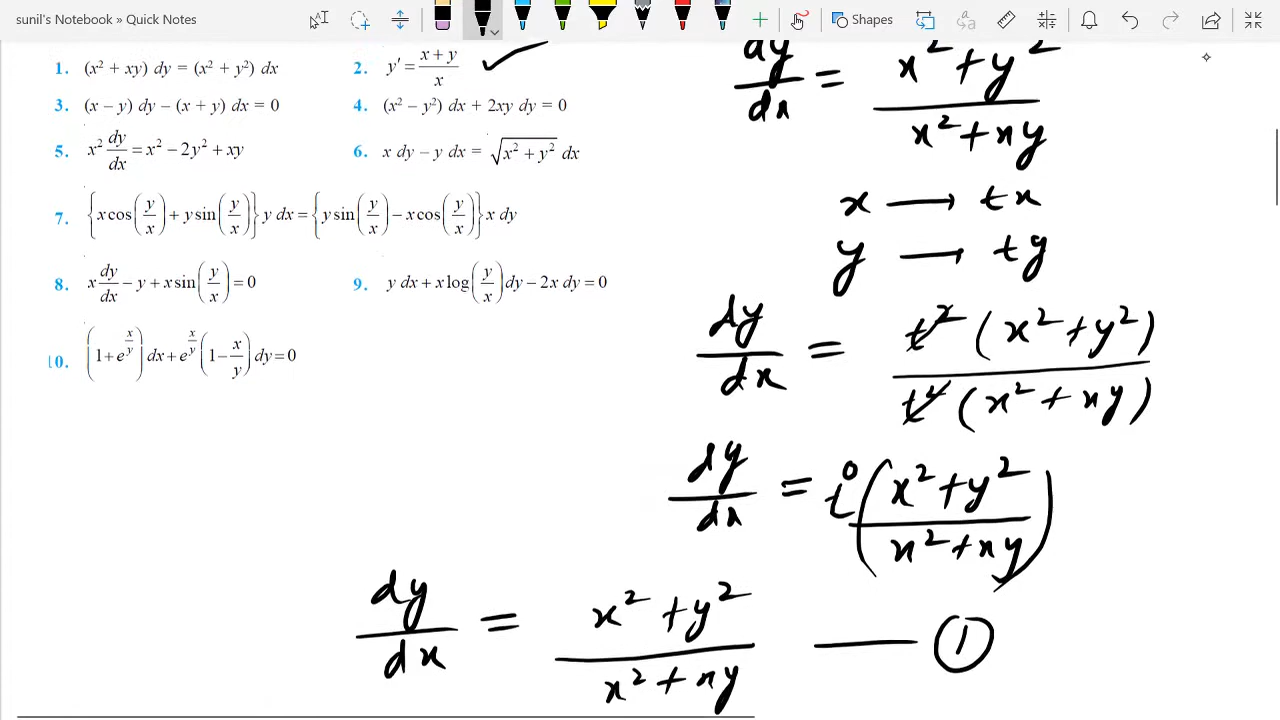 sunil's Notebook » Quick Notes
Shapes
1. (x² + xy) dy = (x² + y²) dx
2. y′ = (x + y)/x
3. (x – y) dy – (x + y) dx = 0
4. (x² – y²) dx + 2xy dy = 0
5. x² dy/dx = x² – 2y² + xy
6. x dy – y dx = √(x² + y²) dx
7. {x cos(y/x) + y sin(y/x)} y dx = {y sin(y/x) – x cos(y/x)} x dy
8. x dy/dx – y + x sin(y/x) = 0
9. y dx + x log(y/x) dy – 2x dy = 0
10. (1 + e^(x/y)) dx + e^(x/y) (1 – x/y) dy = 0
dy/dx = (x² + y²)/(x² + xy)
x → tx
y → ty
dy/dx = t² (x² + y²)/t² (x² + xy)
dy/dx = t⁰ ((x² + y²)/(x² + xy))
dy/dx = (x² + y²)/(x² + xy) — ①